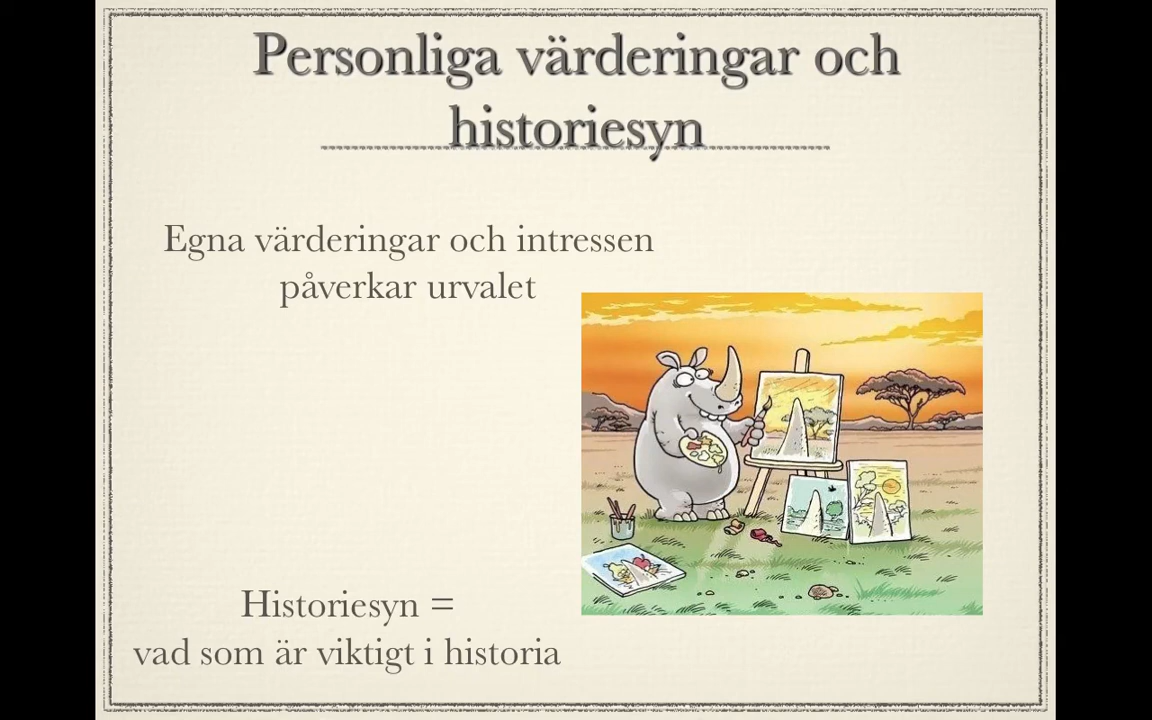 Personliga värderingar och
historiesyn
Egna värderingar och intressen
påverkar urvalet
Historiesyn =
vad som är viktigt i historia